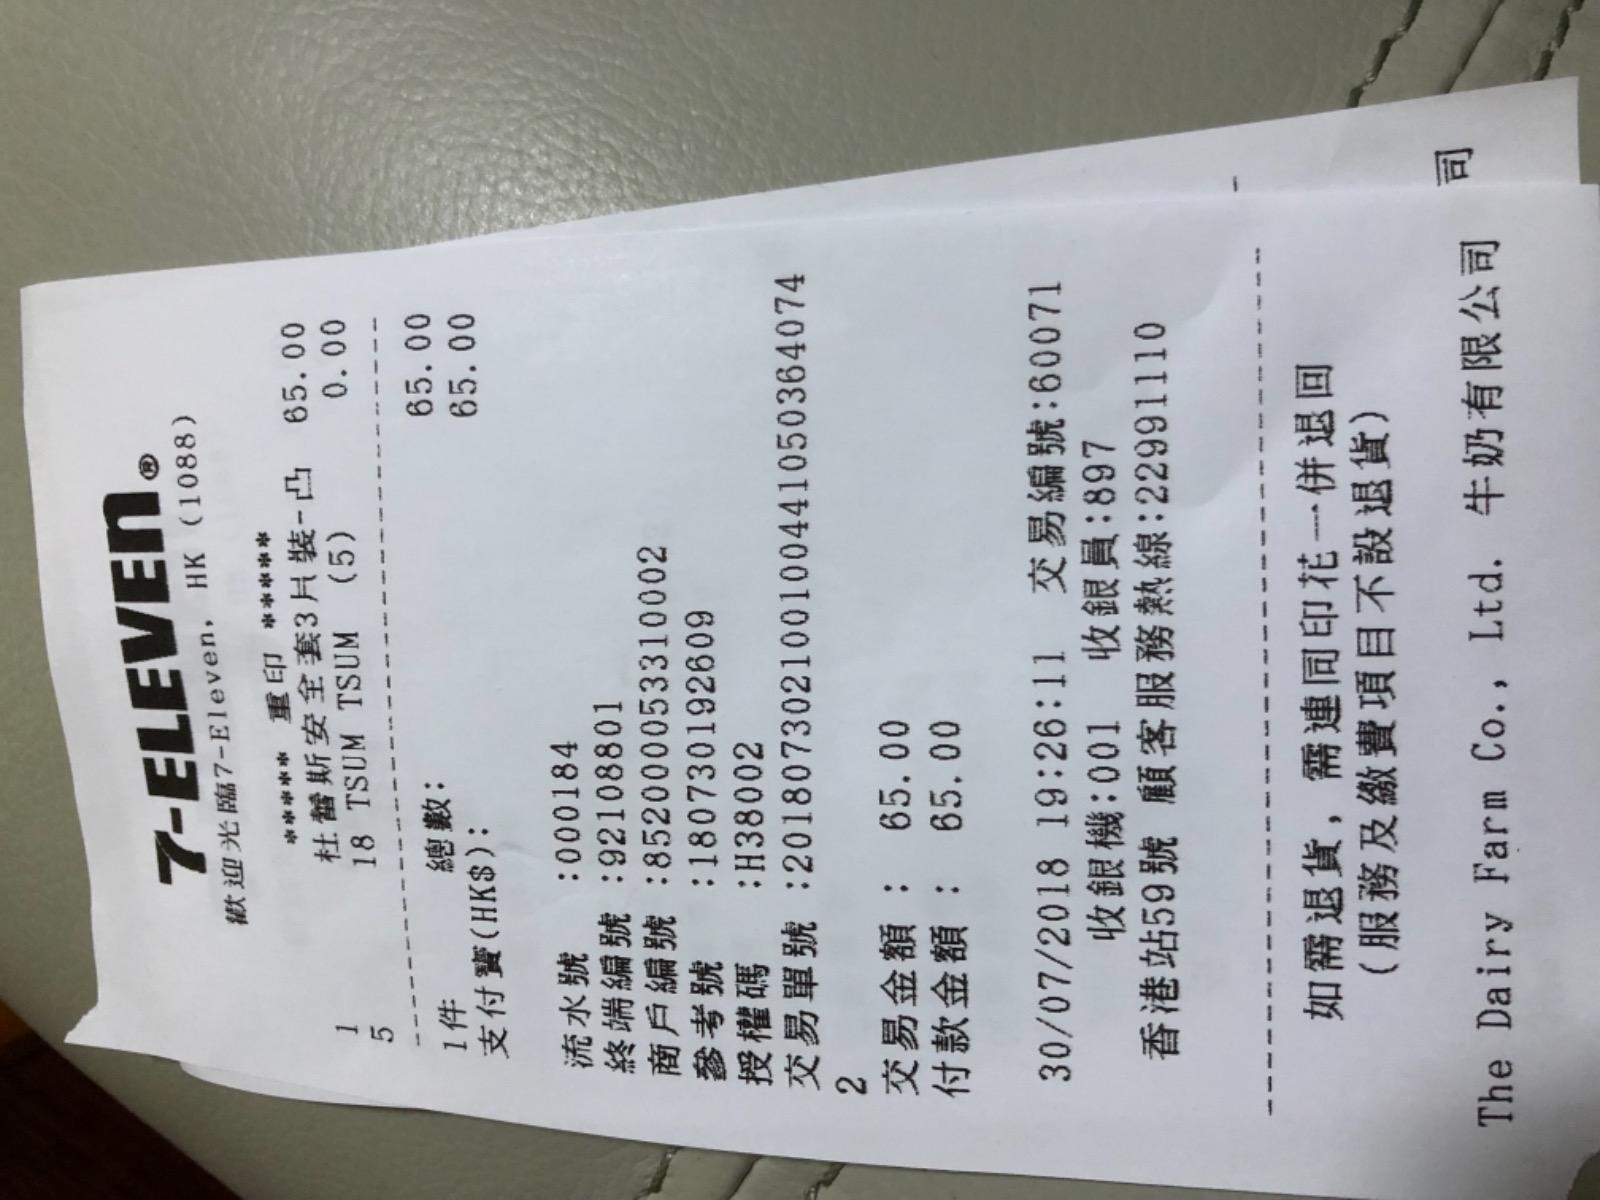 7-ELEVEn®
歡迎光臨7-Eleven, HK (1088)
***** 重印 *****
1 杜蕾斯安全套3片裝-凸 65.00
5 18 TSUM TSUM (5) 0.00
1件 總數: 65.00
支付寶(HK$): 65.00
流水號 :000184
終端編號 :92108801
商戶編號 :852000053310002
參考號 :180730192609
授權碼 :H38002
交易單號 :201807302100100441050364074
2
交易金額 : 65.00
付款金額 : 65.00
30/07/2018 19:26:11 交易編號:60071
收銀機:001 收銀員:897
香港站59號 顧客服務熱線:22991110
如需退貨, 需連同印花一併退回
(服務及繳費項目不設退貨)
The Dairy Farm Co., Ltd. 牛奶有限公司
司